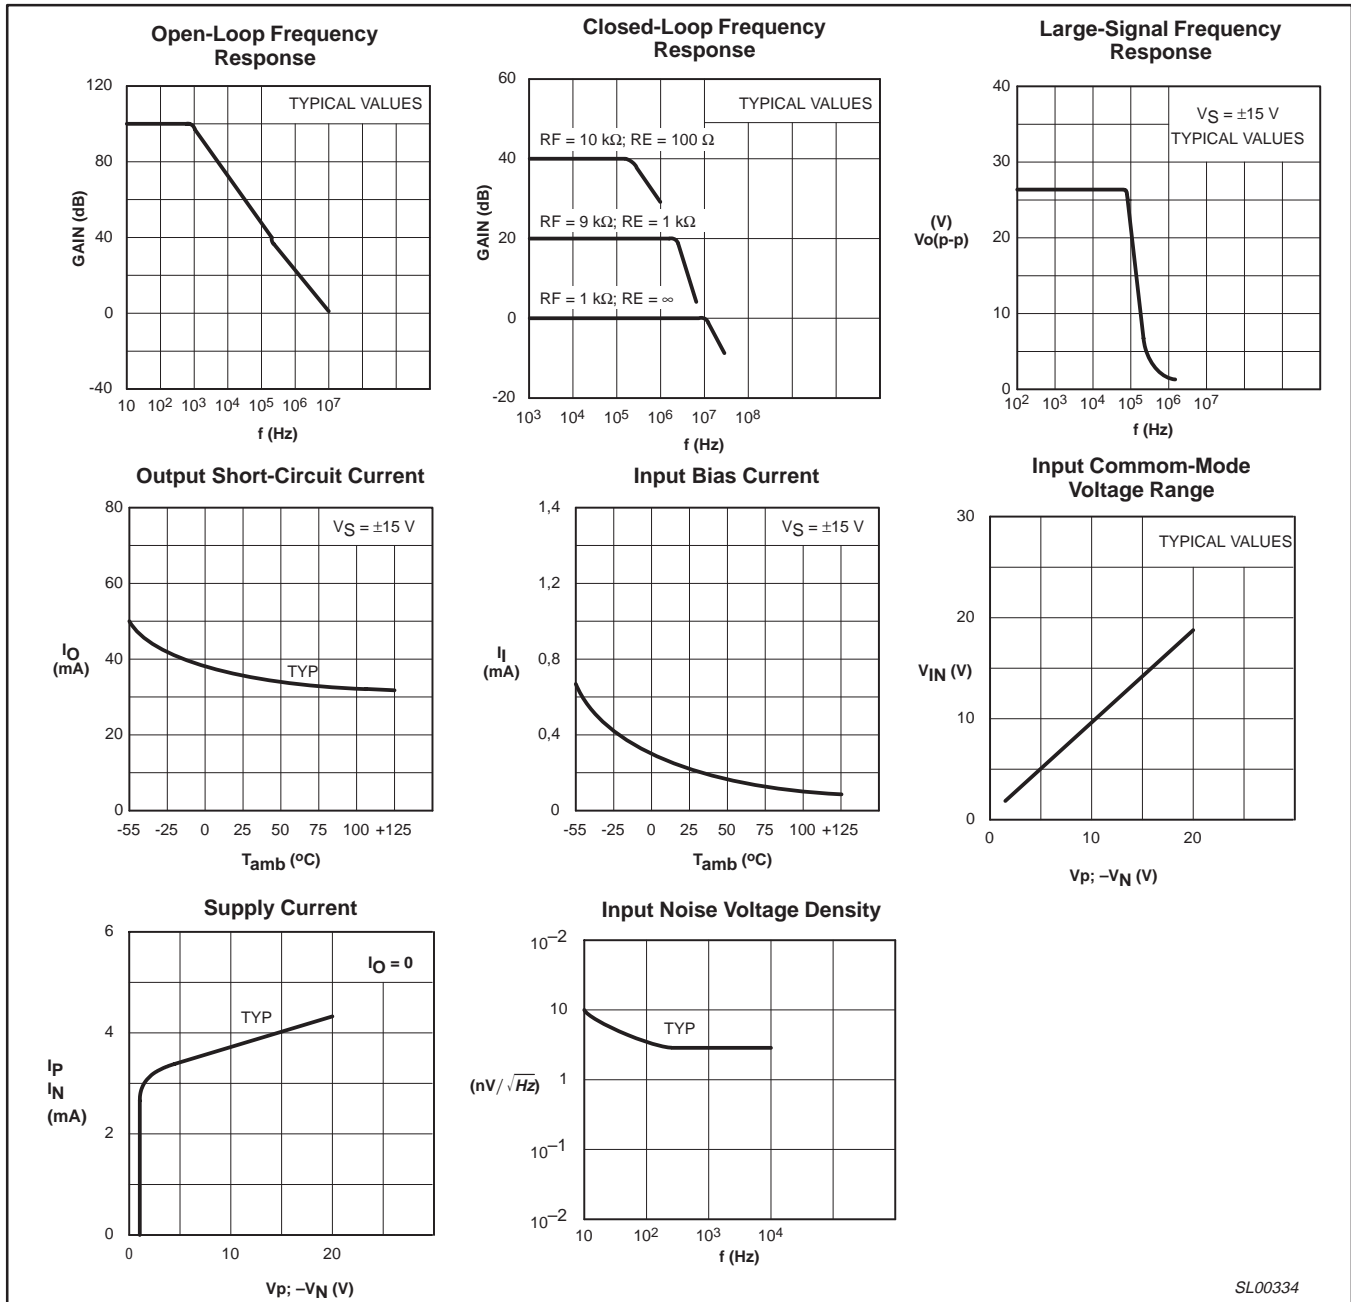 Open-Loop Frequency
Response
TYPICAL VALUES
120
80
40
0
-40
GAIN (dB)
10 10² 10³ 10⁴ 10⁵ 10⁶ 10⁷
f (Hz)
Closed-Loop Frequency
Response
TYPICAL VALUES
60
40
20
0
-20
GAIN (dB)
RF = 10 kΩ; RE = 100 Ω
RF = 9 kΩ; RE = 1 kΩ
RF = 1 kΩ; RE = ∞
10³ 10⁴ 10⁵ 10⁶ 10⁷ 10⁸
f (Hz)
Large-Signal Frequency
Response
VS = ±15 V
TYPICAL VALUES
40
30
20
10
0
(V)
Vo(p-p)
10² 10³ 10⁴ 10⁵ 10⁶ 10⁷
f (Hz)
Output Short-Circuit Current
VS = ±15 V
80
60
40
20
0
IO
(mA)
TYP
-55 -25 0 25 50 75 100 +125
Tamb (ºC)
Input Bias Current
VS = ±15 V
1,4
1,2
0,8
0,4
0
II
(mA)
-55 -25 0 25 50 75 100 +125
Tamb (ºC)
Input Commom-Mode
Voltage Range
TYPICAL VALUES
30
20
10
0
VIN (V)
0 10 20
Vp; –VN (V)
Supply Current
IO = 0
6
4
2
0
IP
IN
(mA)
TYP
0 10 20
Vp; –VN (V)
Input Noise Voltage Density
10–2
10
1
10–1
10–2
(nV/√Hz)
TYP
10 10² 10³ 10⁴
f (Hz)
SL00334